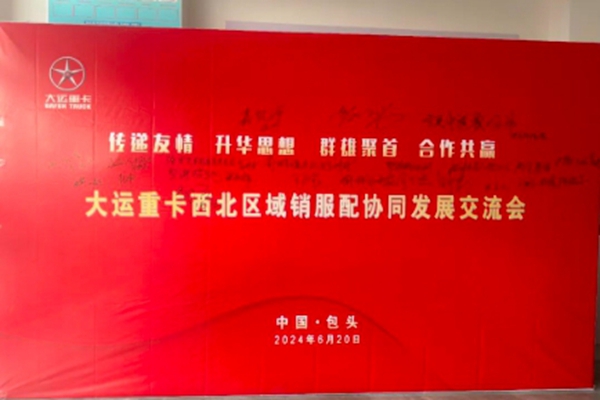 大运重卡
DAYUN TRUCK
传递友情 升华思想 群雄聚首 合作共赢
大运重卡西北区域销服配协同发展交流会
中国·包头
2024年6月20日